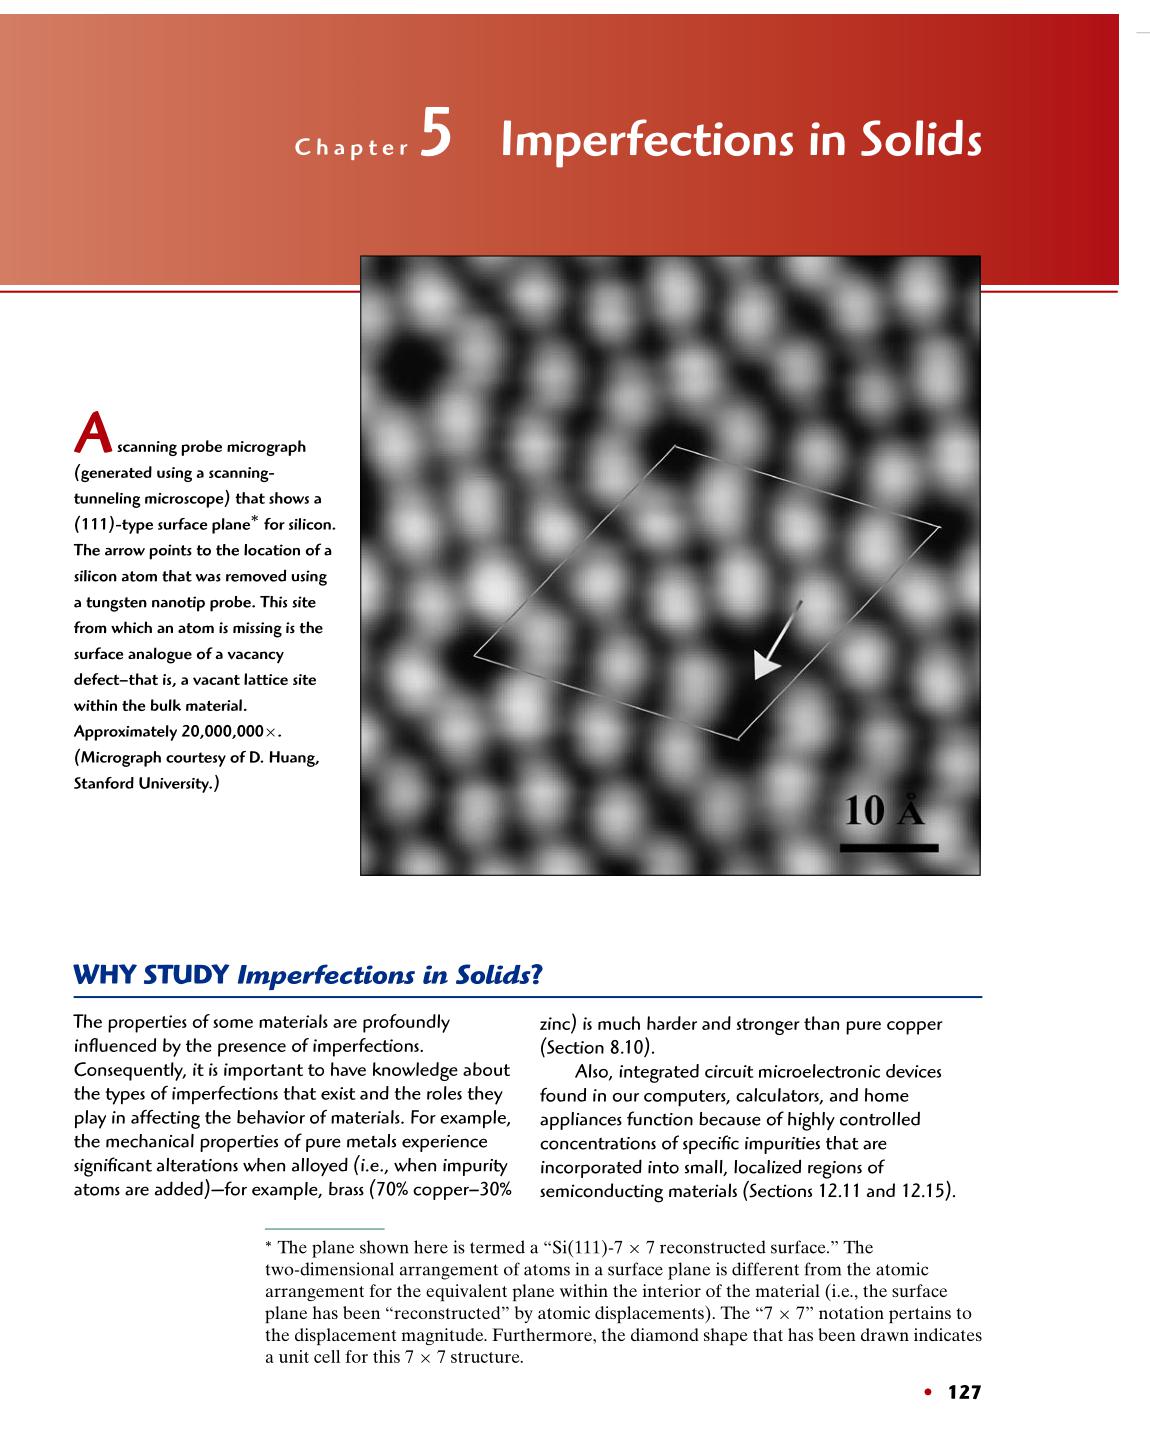 Chapter 5 Imperfections in Solids
A scanning probe micrograph
(generated using a scanning-
tunneling microscope) that shows a
(111)-type surface plane* for silicon.
The arrow points to the location of a
silicon atom that was removed using
a tungsten nanotip probe. This site
from which an atom is missing is the
surface analogue of a vacancy
defect–that is, a vacant lattice site
within the bulk material.
Approximately 20,000,000×.
(Micrograph courtesy of D. Huang,
Stanford University.)
10 Å
WHY STUDY Imperfections in Solids?
The properties of some materials are profoundly
influenced by the presence of imperfections.
Consequently, it is important to have knowledge about
the types of imperfections that exist and the roles they
play in affecting the behavior of materials. For example,
the mechanical properties of pure metals experience
significant alterations when alloyed (i.e., when impurity
atoms are added)—for example, brass (70% copper–30%
zinc) is much harder and stronger than pure copper
(Section 8.10).
Also, integrated circuit microelectronic devices
found in our computers, calculators, and home
appliances function because of highly controlled
concentrations of specific impurities that are
incorporated into small, localized regions of
semiconducting materials (Sections 12.11 and 12.15).
* The plane shown here is termed a “Si(111)-7 × 7 reconstructed surface.” The
two-dimensional arrangement of atoms in a surface plane is different from the atomic
arrangement for the equivalent plane within the interior of the material (i.e., the surface
plane has been “reconstructed” by atomic displacements). The “7 × 7” notation pertains to
the displacement magnitude. Furthermore, the diamond shape that has been drawn indicates
a unit cell for this 7 × 7 structure.
• 127